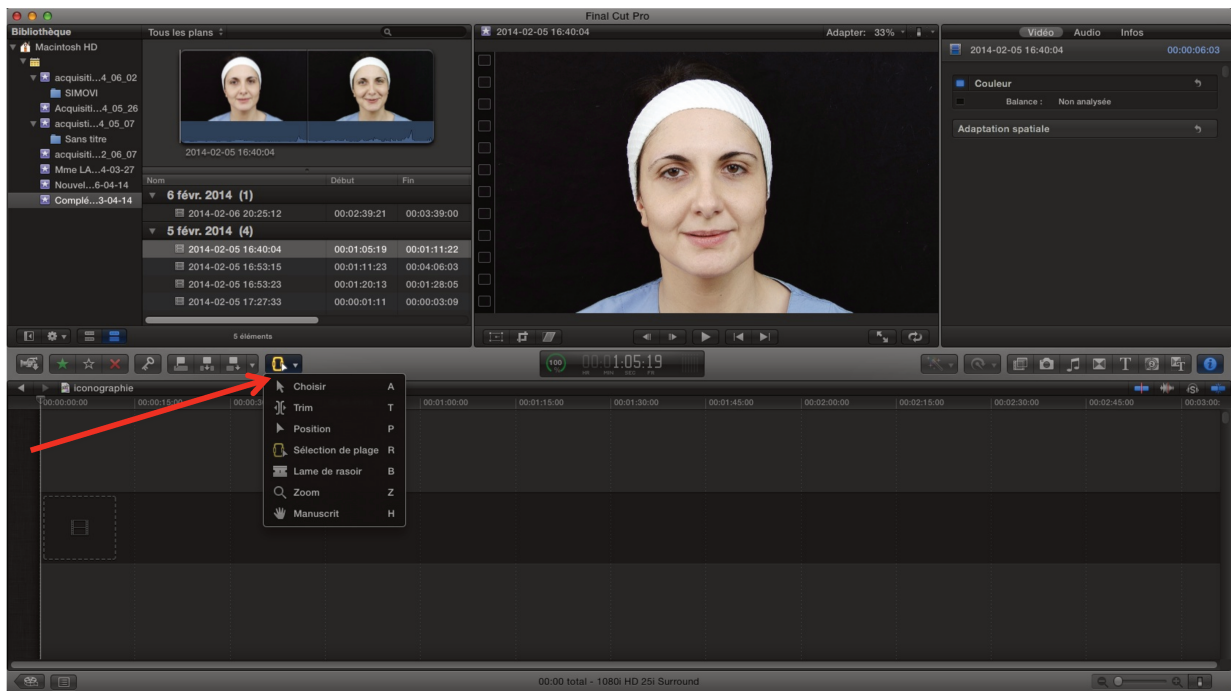 Final Cut Pro
Bibliothèque
Tous les plans
2014-02-05 16:40:04
Adapter: 33%
Vidéo Audio Infos
Macintosh HD
acquisiti...4_06_02
SIMOVI
Acquisiti...4_05_26
acquisti...4_05_07
Sans titre
acquisiti...2_06_07
Mme LA...4-03-27
Nouvel...6-04-14
Complé...3-04-14
2014-02-05 16:40:04
Nom Début Fin
6 févr. 2014 (1)
2014-02-06 20:25:12 00:02:39:21 00:03:39:00
5 févr. 2014 (4)
2014-02-05 16:40:04 00:01:05:19 00:01:11:22
2014-02-05 16:53:15 00:01:11:23 00:04:06:03
2014-02-05 16:53:23 00:01:20:13 00:01:28:05
2014-02-05 17:27:33 00:00:01:11 00:00:03:09
5 éléments
2014-02-05 16:40:04 00:00:06:03
Couleur
Balance : Non analysée
Adaptation spatiale
100 1:05:19
HR MIN SEC FR
T
iconographie
00:00:00:00 00:00:15:00 00:01:00:00 00:01:15:00 00:01:30:00 00:01:45:00 00:02:00:00 00:02:15:00 00:02:30:00 00:02:45:00 00:03:00:
Choisir A
Trim T
Position P
Sélection de plage R
Lame de rasoir B
Zoom Z
Manuscrit H
00:00 total - 1080i HD 25i Surround